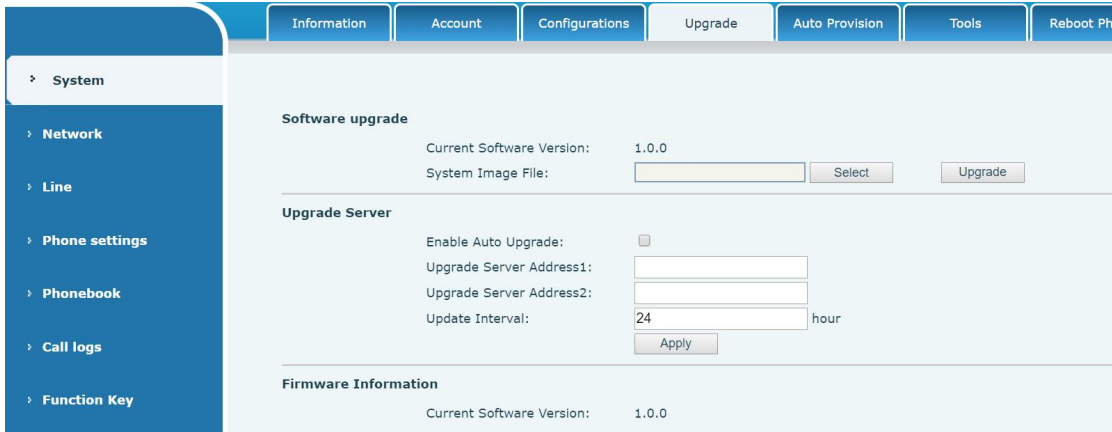 Information Account Configurations Upgrade Auto Provision Tools Reboot Ph
System
Network
Line
Phone settings
Phonebook
Call logs
Function Key
Software upgrade
Current Software Version: 1.0.0
System Image File: Select Upgrade
Upgrade Server
Enable Auto Upgrade:
Upgrade Server Address1:
Upgrade Server Address2:
Update Interval: 24 hour
Apply
Firmware Information
Current Software Version: 1.0.0